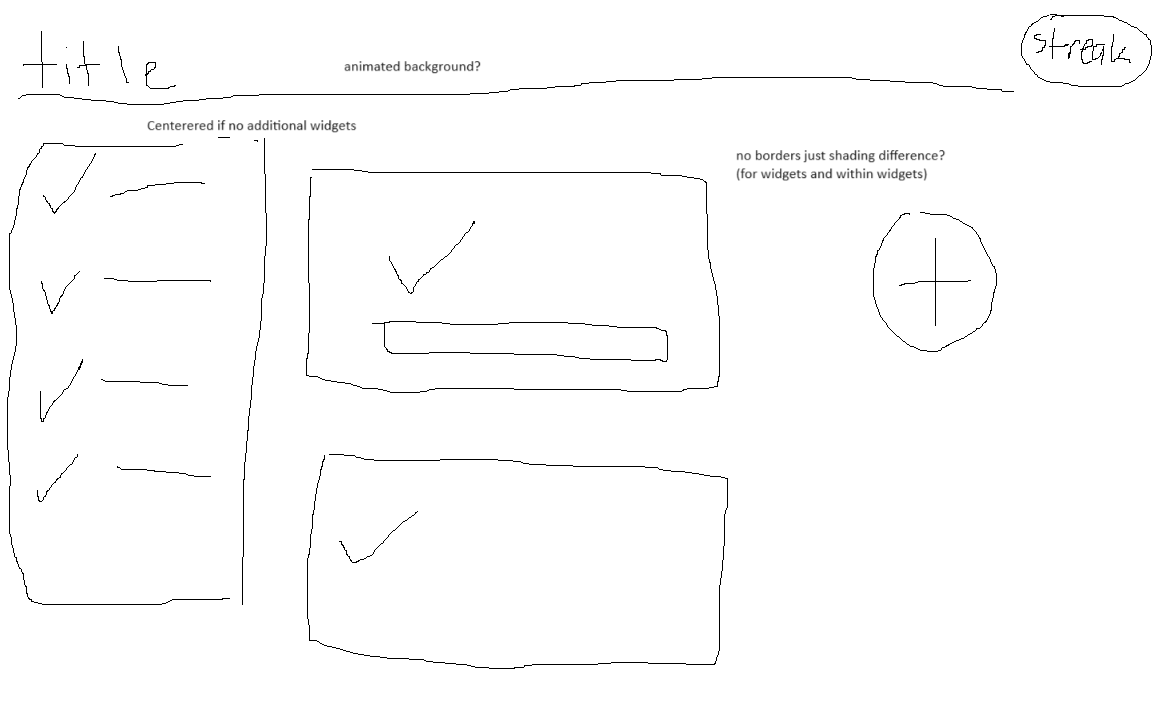 title
streak
animated background?
Centerered if no additional widgets
no borders just shading difference?
(for widgets and within widgets)